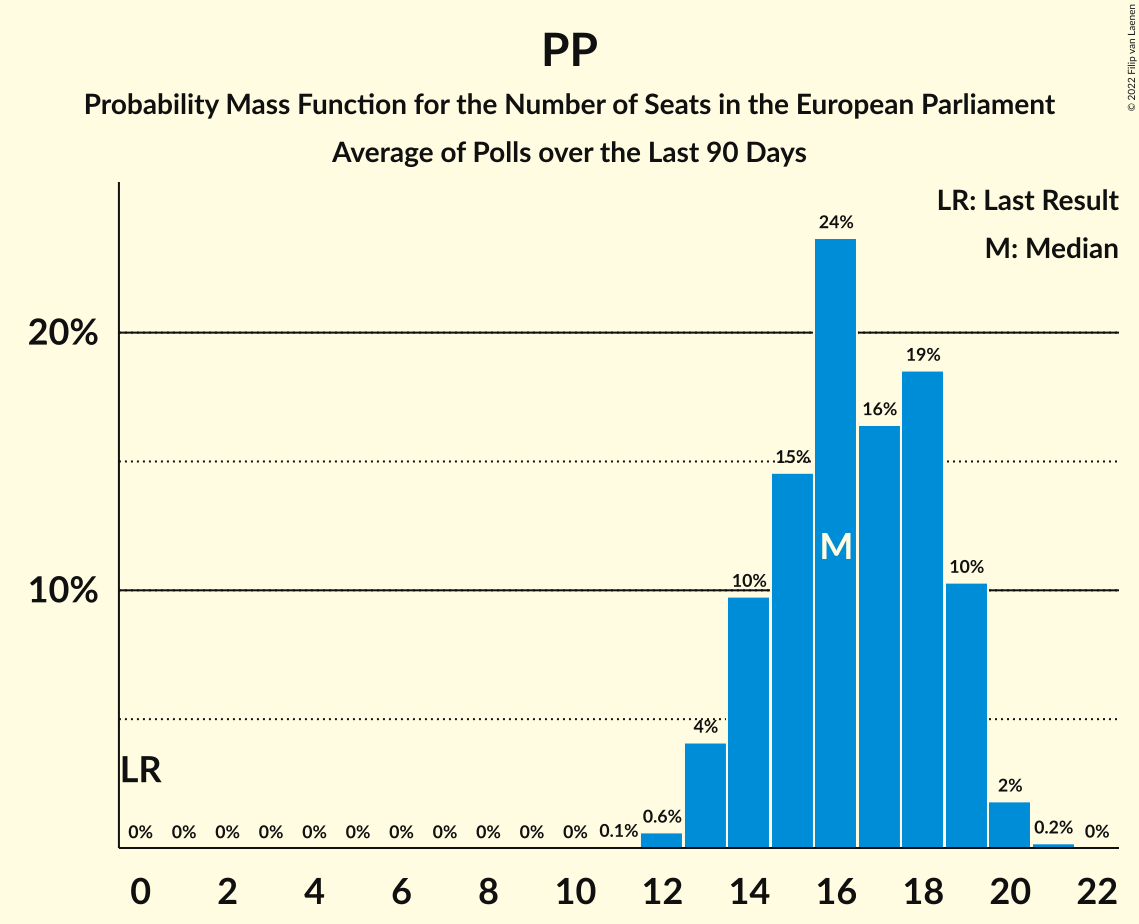 PP
Probability Mass Function for the Number of Seats in the European Parliament
Average of Polls over the Last 90 Days
© 2022 Filip van Laenen
LR: Last Result
M: Median
20%
10%
0% 0% 0% 0% 0% 0% 0% 0% 0% 0% 0% 0.1% 0.6% 4% 10% 15% 24% 16% 19% 10% 2% 0.2% 0%
LR
M
0 2 4 6 8 10 12 14 16 18 20 22